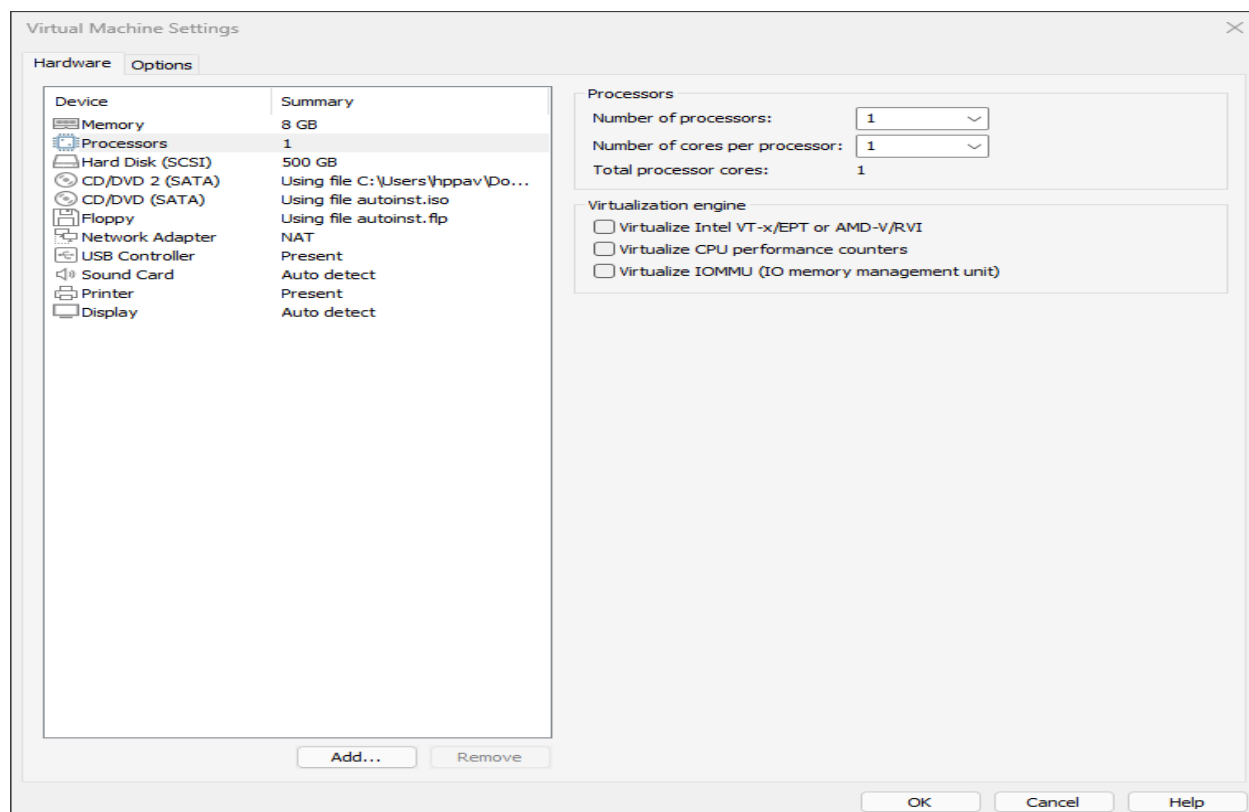 Virtual Machine Settings
Hardware Options
Device Summary
Memory 8 GB
Processors 1
Hard Disk (SCSI) 500 GB
CD/DVD 2 (SATA) Using file C:\Users\hppav\Do...
CD/DVD (SATA) Using file autoinst.iso
Floppy Using file autoinst.flp
Network Adapter NAT
USB Controller Present
Sound Card Auto detect
Printer Present
Display Auto detect
Add... Remove
Processors
Number of processors: 1
Number of cores per processor: 1
Total processor cores: 1
Virtualization engine
Virtualize Intel VT-x/EPT or AMD-V/RVI
Virtualize CPU performance counters
Virtualize IOMMU (IO memory management unit)
OK Cancel Help